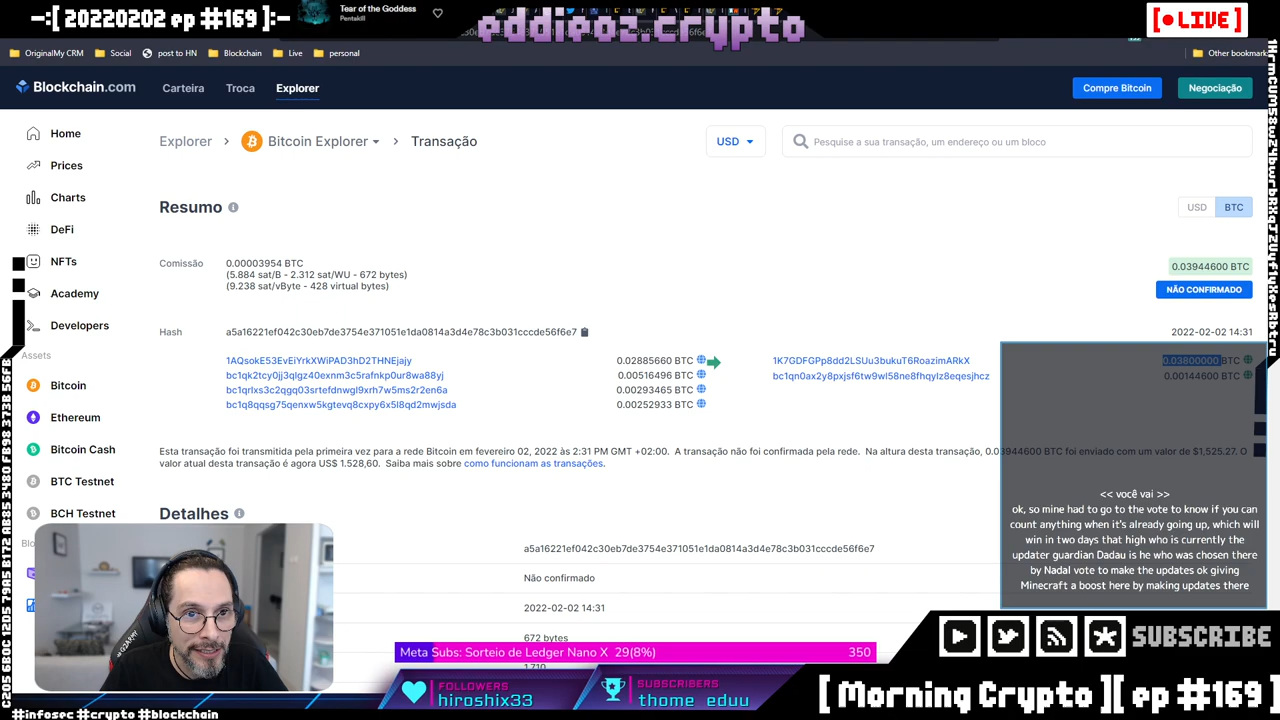 -:[ 20220202 ep #169 ]:-
Tear of the Goddess
Pentakill
eddieoz.crypto
[ LIVE ]
OriginalMy CRM
Social
post to HN
Blockchain
Live
personal
Other bookmark
Blockchain.com
Carteira
Troca
Explorer
Compre Bitcoin
Negociação
Home
Prices
Charts
DeFi
NFTs
Academy
Developers
Assets
Bitcoin
Ethereum
Bitcoin Cash
BTC Testnet
BCH Testnet
Explorer > Bitcoin Explorer > Transação
USD
Pesquise a sua transação, um endereço ou um bloco
Resumo
USD BTC
Comissão
0.00003954 BTC
(5.884 sat/B - 2.312 sat/WU - 672 bytes)
(9.238 sat/vByte - 428 virtual bytes)
0.03944600 BTC
NÃO CONFIRMADO
Hash
a5a16221ef042c30eb7de3754e371051e1da0814a3d4e78c3b031cccde56f6e7
2022-02-02 14:31
1AQsokE53EvEiYrkXWiPAD3hD2THNEjajy 0.02885660 BTC
bc1qk2tcy0jj3qlgz40exnm3c5rafnkp0ur8wa88yj 0.00516496 BTC
bc1qrlxs3c2qgq03srtefdnwgl9xrh7w5ms2r2en6a 0.00293465 BTC
bc1q8qqsg75qenxw5kgtevq8cxpy6x5l8qd2mwjsda 0.00252933 BTC
1K7GDFGPp8dd2LSUu3bukuT6RoazimARkX 0.03800000 BTC
bc1qn0ax2y8pxjsf6tw9wl58ne8fhqylz8eqesjhcz 0.00144600 BTC
Esta transação foi transmitida pela primeira vez para a rede Bitcoin em fevereiro 02, 2022 às 2:31 PM GMT +02:00. A transação não foi confirmada pela rede. Na altura desta transação, 0.03944600 BTC foi enviado com um valor de $1,525.27. O
valor atual desta transação é agora US$ 1.528,60. Saiba mais sobre como funcionam as transações.
Detalhes
a5a16221ef042c30eb7de3754e371051e1da0814a3d4e78c3b031cccde56f6e7
Não confirmado
2022-02-02 14:31
672 bytes
<< você vai >>
ok, so mine had to go to the vote to know if you can
count anything when it's already going up, which will
win in two days that high who is currently the
updater guardian Dadau is he who was chosen there
by Nadal vote to make the updates ok giving
Minecraft a boost here by making updates there
Meta Subs: Sorteio de Ledger Nano X 29(8%) 350
FOLLOWERS
hiroshix33
SUBSCRIBERS
thome_eduu
SUBSCRIBE
[ Morning Crypto ][ ep #169 ]
#infosec #crypto #blockchain